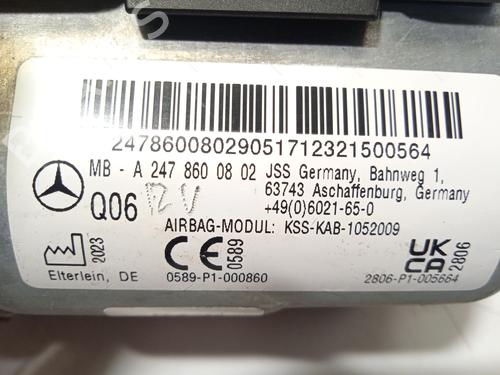 24786008029051712321500564
MB - A 247 860 08 02 JSS Germany, Bahnweg 1,
63743 Aschaffenburg, Germany
Q06 +49(0)6021-65-0
AIRBAG-MODUL: KSS-KAB-1052009
2023
Elterlein, DE
CE 0589
0589-P1-000860
UK CA 2806
2806-P1-005664